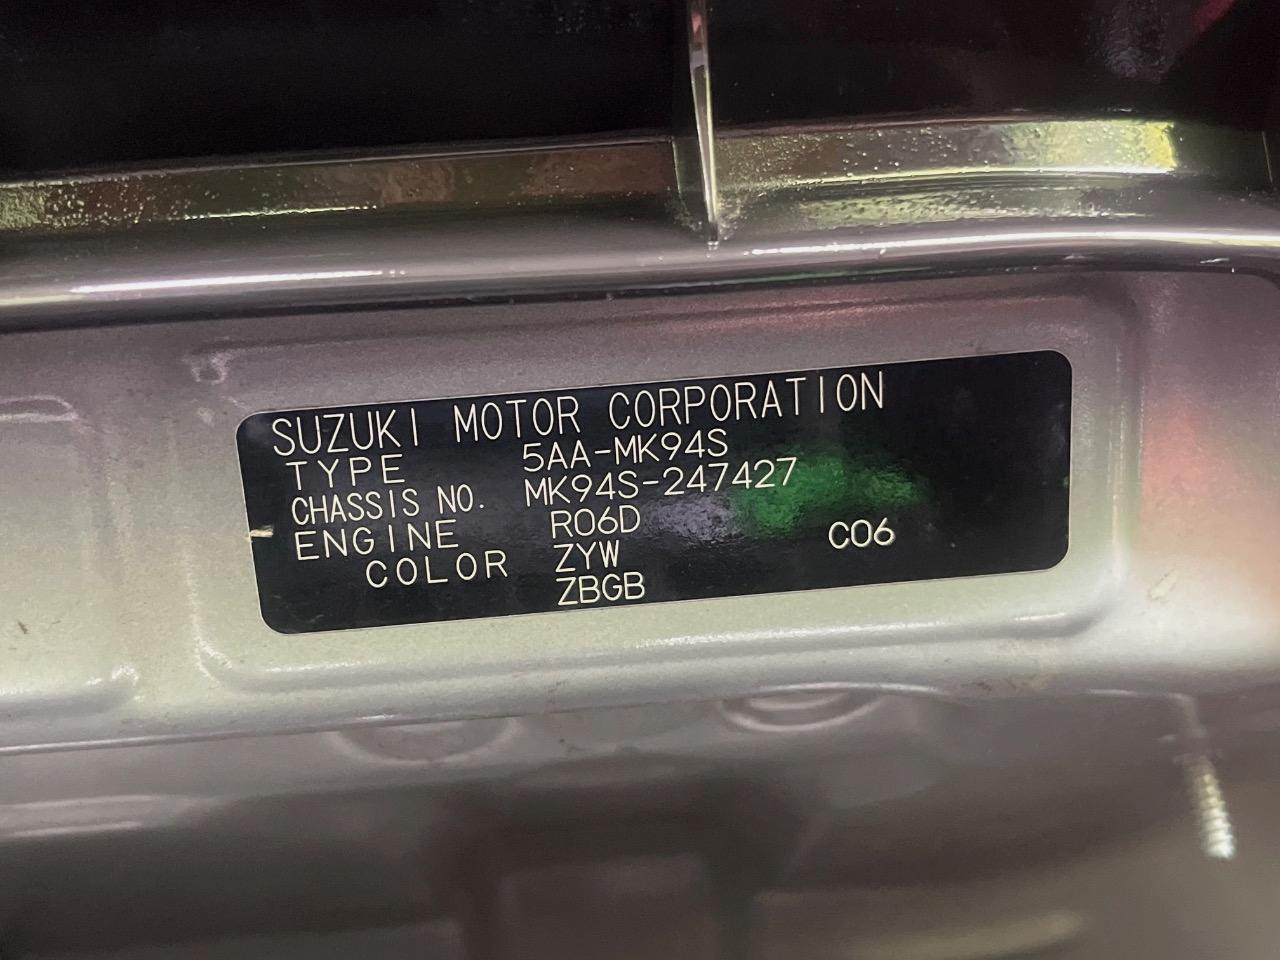 SUZUKI MOTOR CORPORATION
TYPE 5AA-MK94S
CHASSIS NO. MK94S-247427
ENGINE R06D
COLOR ZYW C06
ZBGB